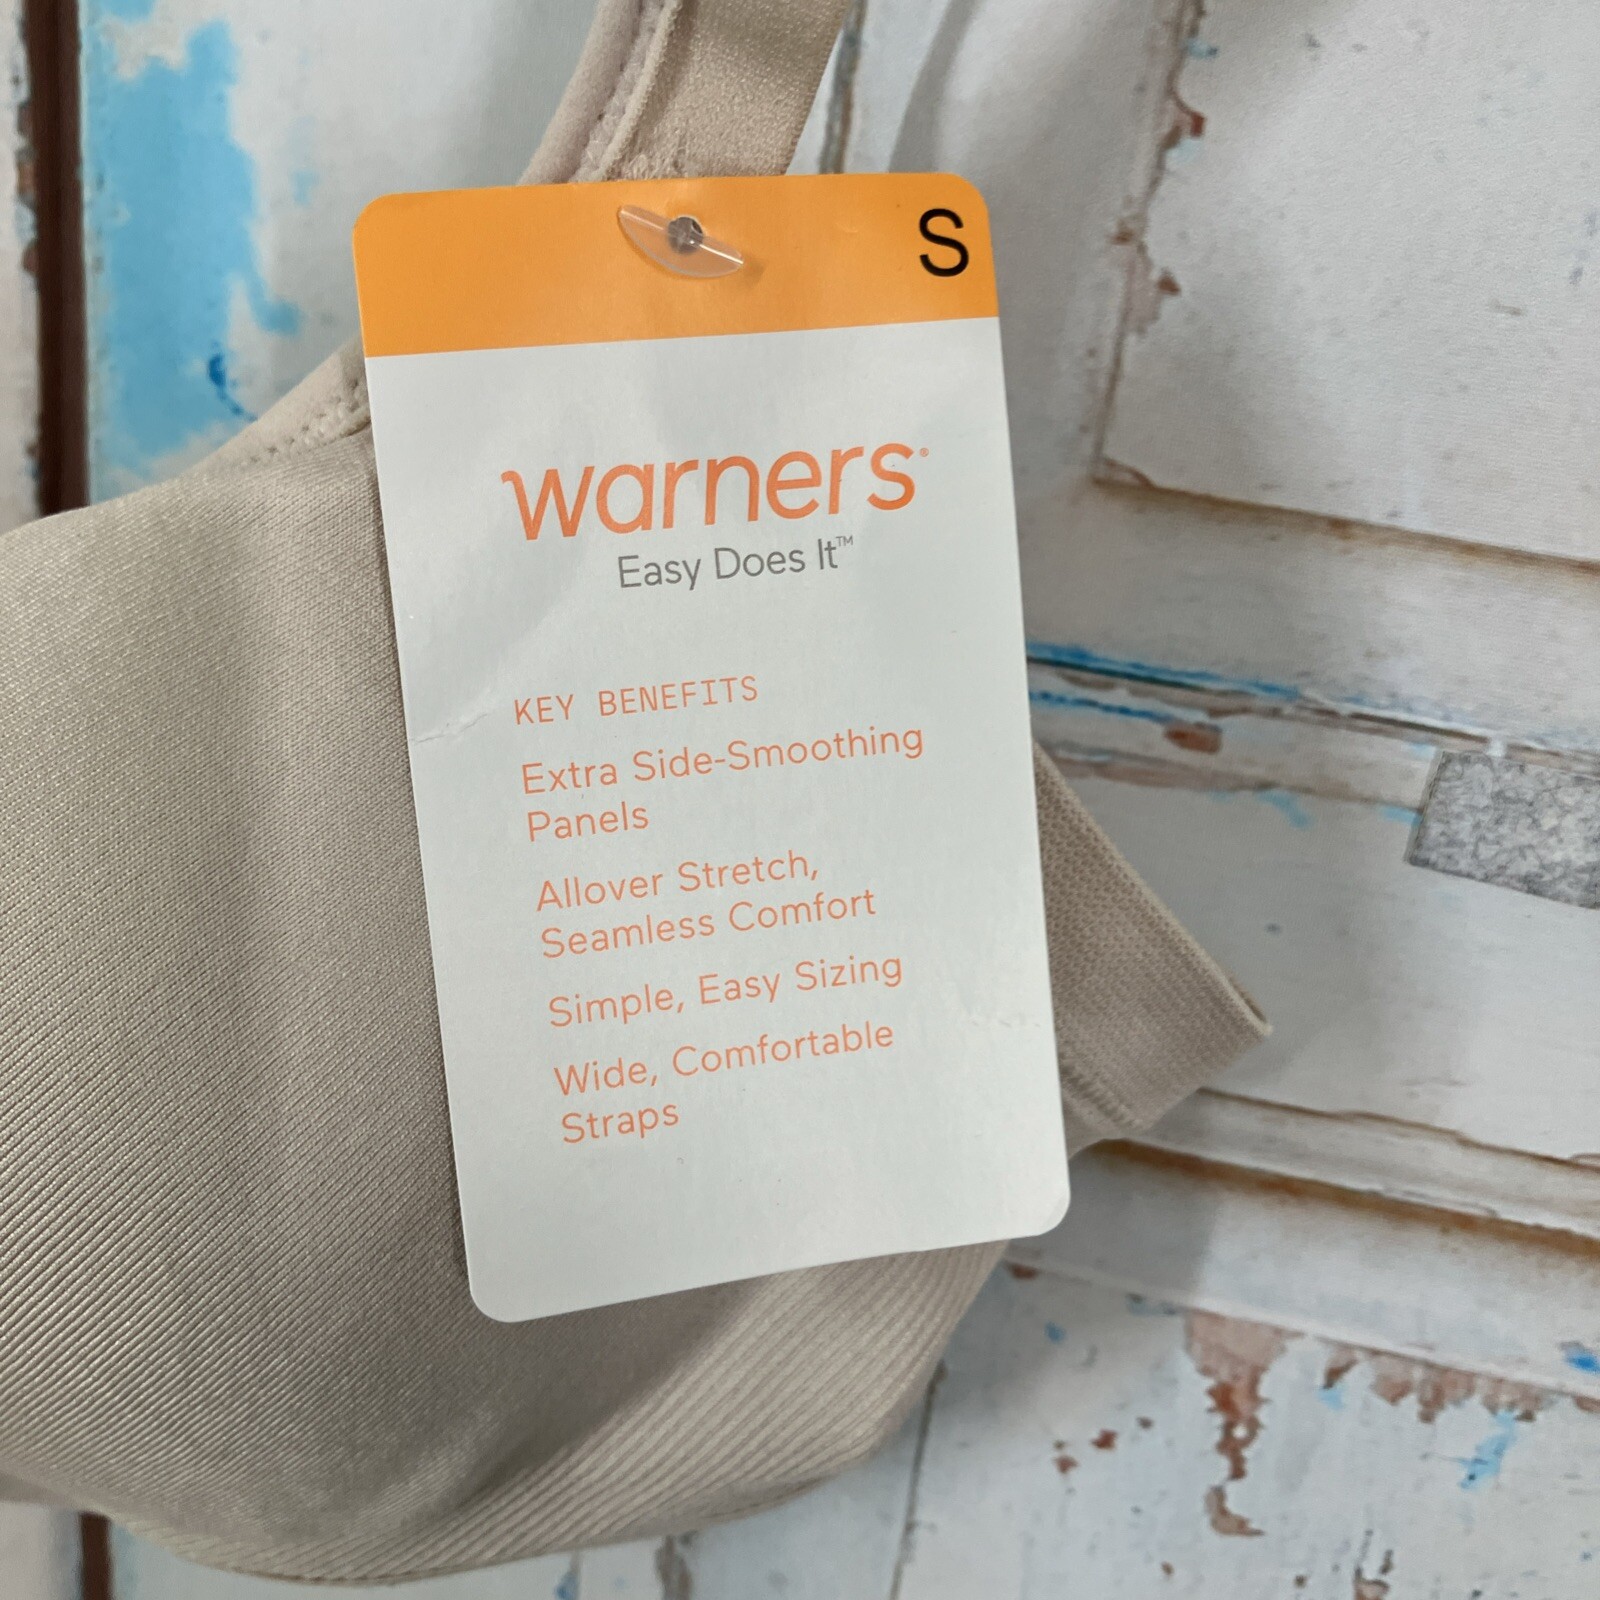 S
warners®
Easy Does It™
KEY BENEFITS
Extra Side-Smoothing
Panels
Allover Stretch,
Seamless Comfort
Simple, Easy Sizing
Wide, Comfortable
Straps